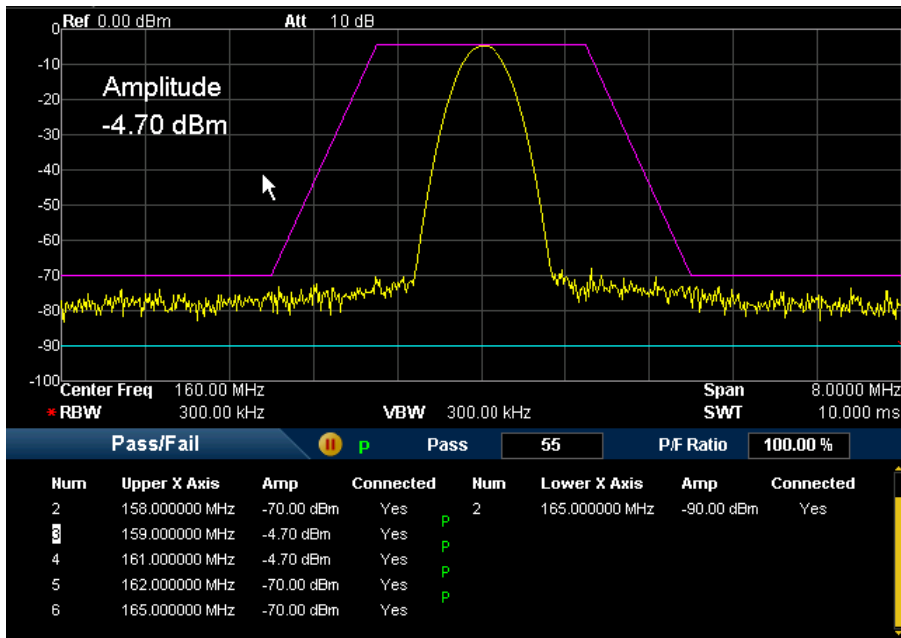 Ref 0.00 dBm Att 10 dB
0
-10
Amplitude
-20
-4.70 dBm
-30
-40
-50
-60
-70
-80
-90
-100
Center Freq 160.00 MHz Span 8.0000 MHz
* RBW 300.00 kHz VBW 300.00 kHz SWT 10.000 ms
Pass/Fail p Pass 55 P/F Ratio 100.00 %
Num Upper X Axis Amp Connected Num Lower X Axis Amp Connected
2 158.000000 MHz -70.00 dBm Yes 2 165.000000 MHz -90.00 dBm Yes
P
3 159.000000 MHz -4.70 dBm Yes
P
4 161.000000 MHz -4.70 dBm Yes
P
5 162.000000 MHz -70.00 dBm Yes
P
6 165.000000 MHz -70.00 dBm Yes